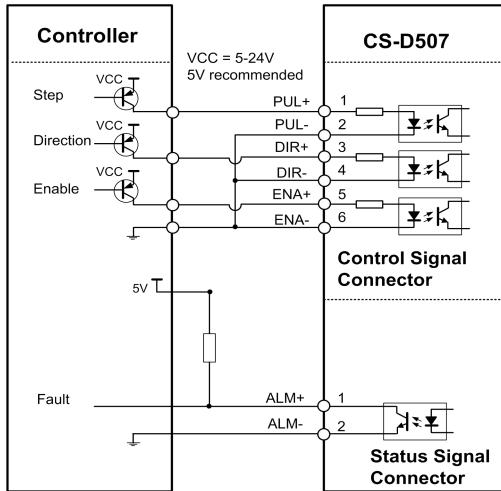 Controller
CS-D507
VCC = 5-24V
5V recommended
VCC
Step
PUL+ 1
VCC
PUL- 2
Direction
DIR+ 3
VCC
DIR- 4
Enable
ENA+ 5
ENA- 6
Control Signal
Connector
5V
Fault
ALM+ 1
ALM- 2
Status Signal
Connector